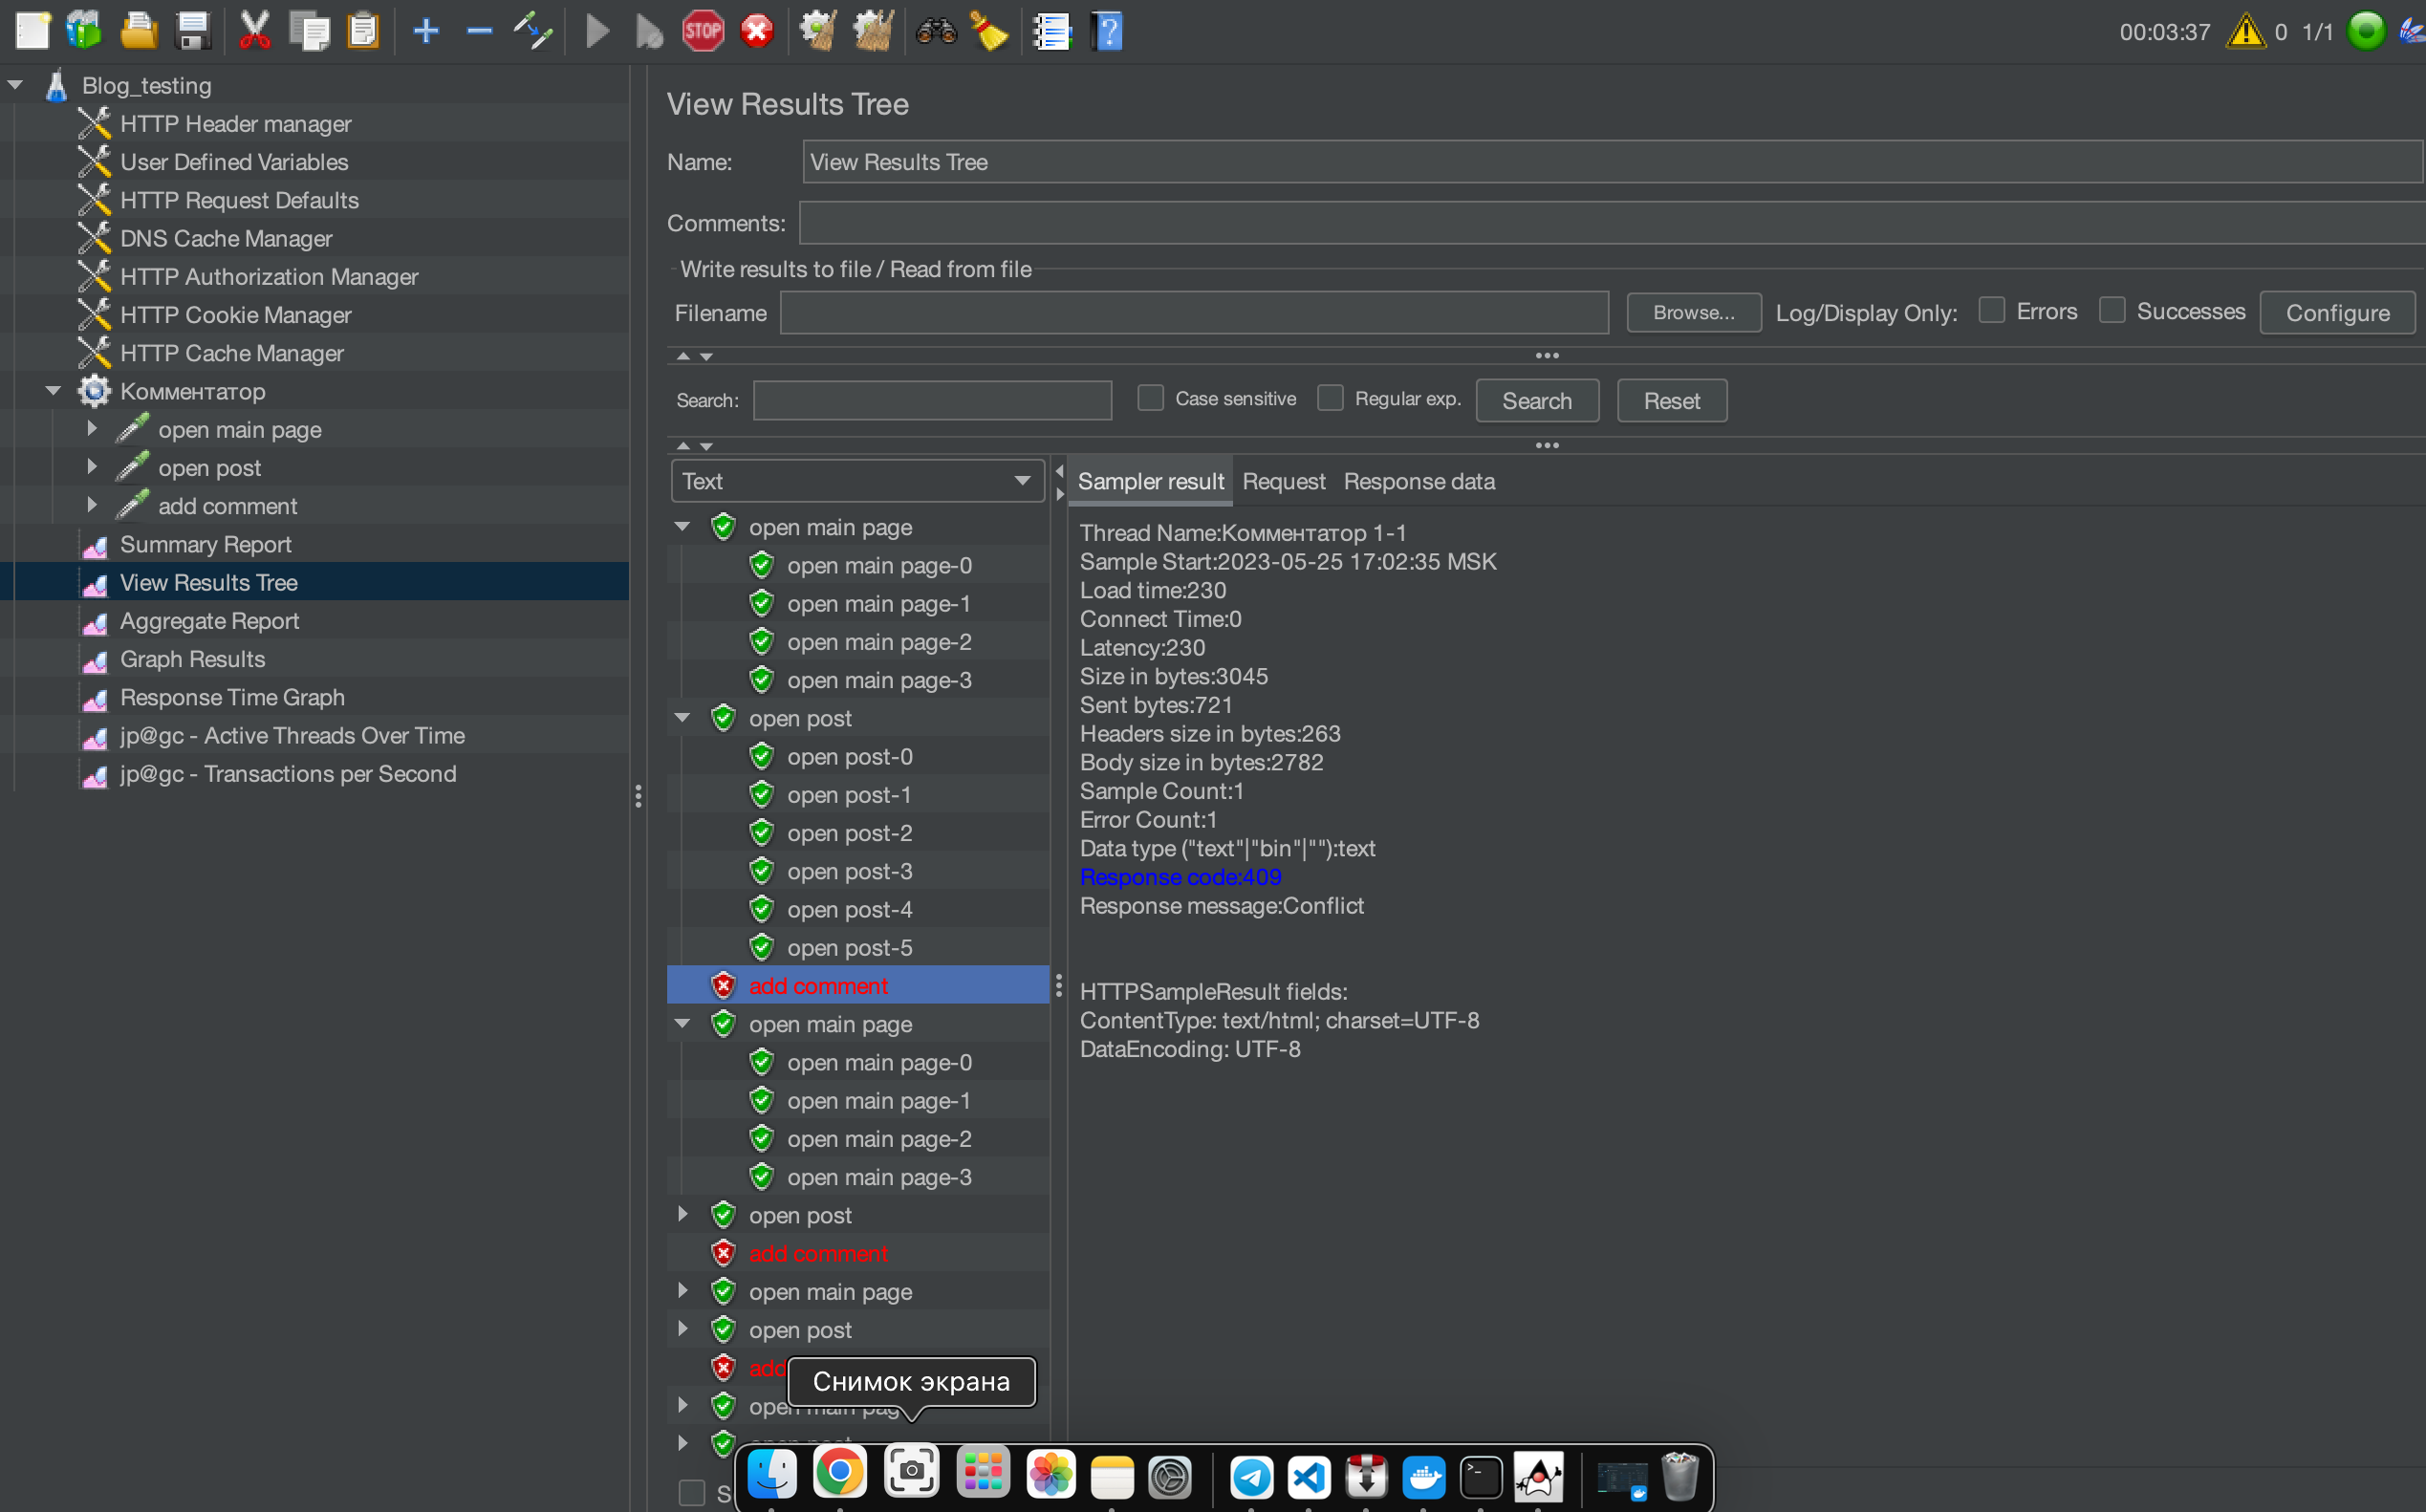 STOP
00:03:37
0
1/1
Blog_testing
HTTP Header manager
User Defined Variables
HTTP Request Defaults
DNS Cache Manager
HTTP Authorization Manager
HTTP Cookie Manager
HTTP Cache Manager
Комментатор
open main page
open post
add comment
Summary Report
View Results Tree
Aggregate Report
Graph Results
Response Time Graph
jp@gc - Active Threads Over Time
jp@gc - Transactions per Second
View Results Tree
Name: View Results Tree
Comments:
Write results to file / Read from file
Filename Browse... Log/Display Only: Errors Successes Configure
Search: Case sensitive Regular exp. Search Reset
Text
open main page
open main page-0
open main page-1
open main page-2
open main page-3
open post
open post-0
open post-1
open post-2
open post-3
open post-4
open post-5
add comment
open main page
open main page-0
open main page-1
open main page-2
open main page-3
open post
add comment
open main page
open post
add
open main page
open post
S
Снимок экрана
Sampler result Request Response data
Thread Name:Комментатор 1-1
Sample Start:2023-05-25 17:02:35 MSK
Load time:230
Connect Time:0
Latency:230
Size in bytes:3045
Sent bytes:721
Headers size in bytes:263
Body size in bytes:2782
Sample Count:1
Error Count:1
Data type ("text"|"bin"|""):text
Response code:409
Response message:Conflict
HTTPSampleResult fields:
ContentType: text/html; charset=UTF-8
DataEncoding: UTF-8